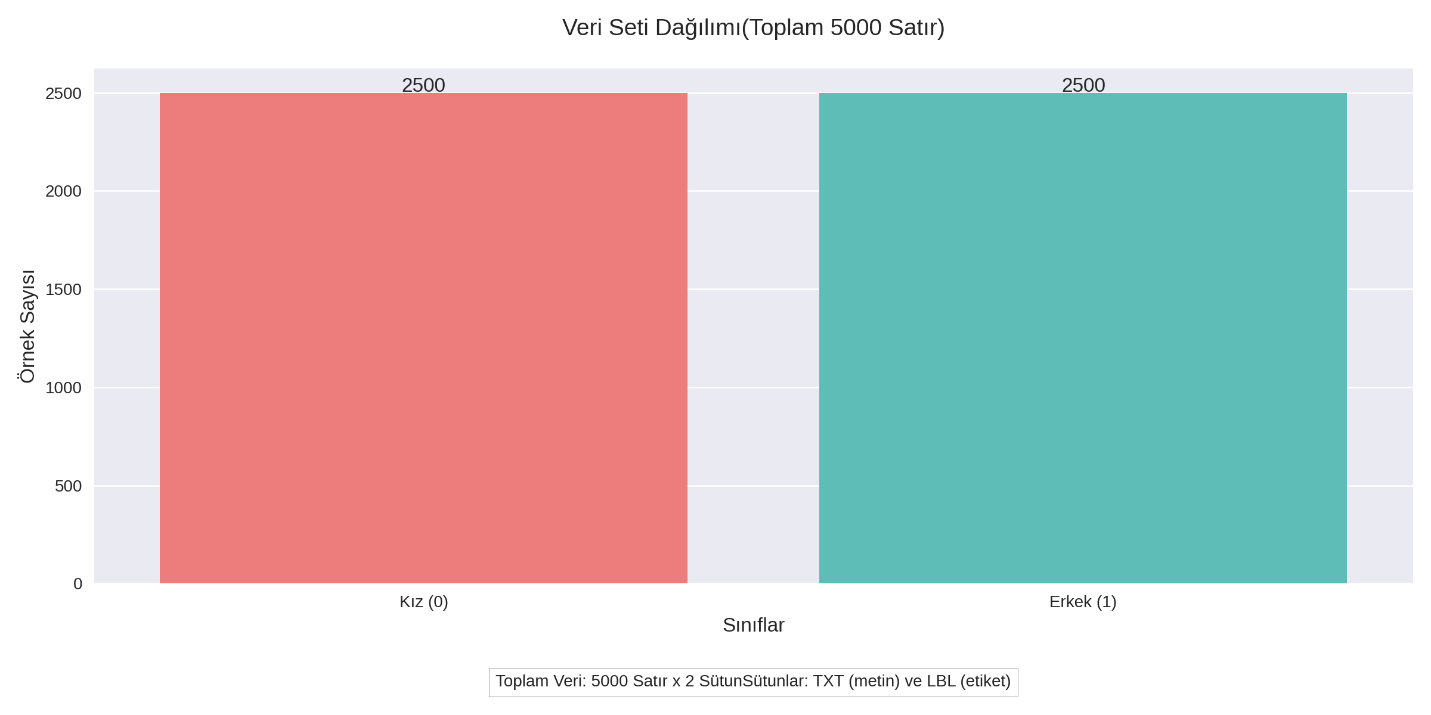 Veri Seti Dağılımı(Toplam 5000 Satır)
2500
2500
2500
2000
1500
1000
500
0
Örnek Sayısı
Kız (0)
Erkek (1)
Sınıflar
Toplam Veri: 5000 Satır x 2 SütunSütunlar: TXT (metin) ve LBL (etiket)